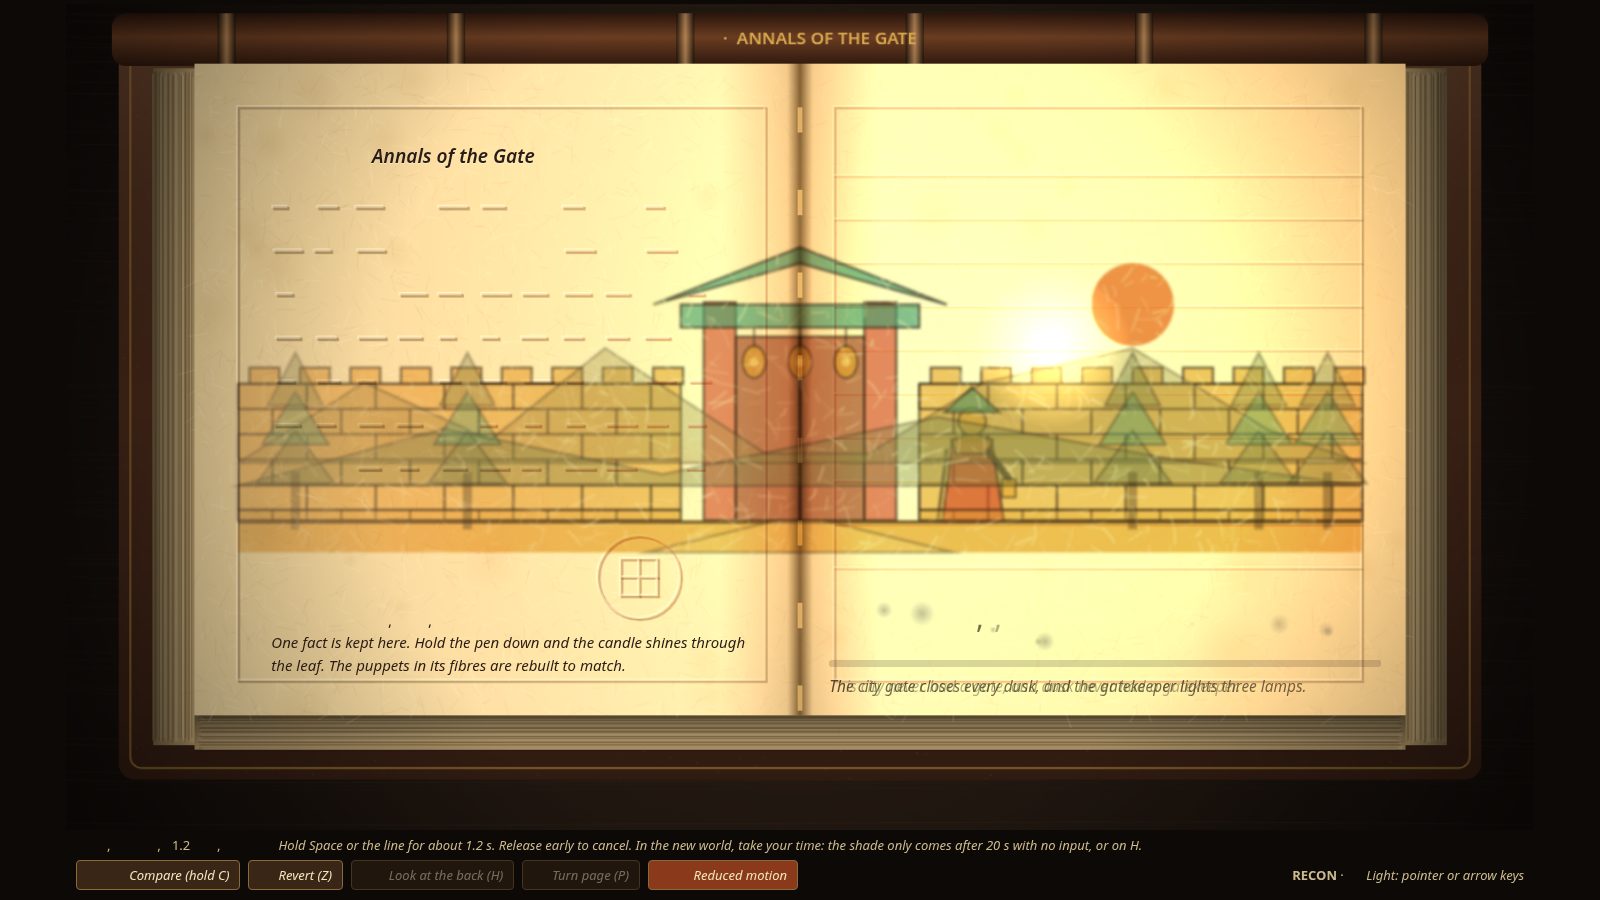 · ANNALS OF THE GATE
Annals of the Gate
, ,
One fact is kept here. Hold the pen down and the candle shines through
the leaf. The puppets in its fibres are rebuilt to match.
, ,
The city gate closes every dusk, and the gatekeeper lights three lamps.
, , 1.2 , Hold Space or the line for about 1.2 s. Release early to cancel. In the new world, take your time: the shade only comes after 20 s with no input, or on H.
Compare (hold C) Revert (Z) Look at the back (H) Turn page (P) Reduced motion RECON · Light: pointer or arrow keys